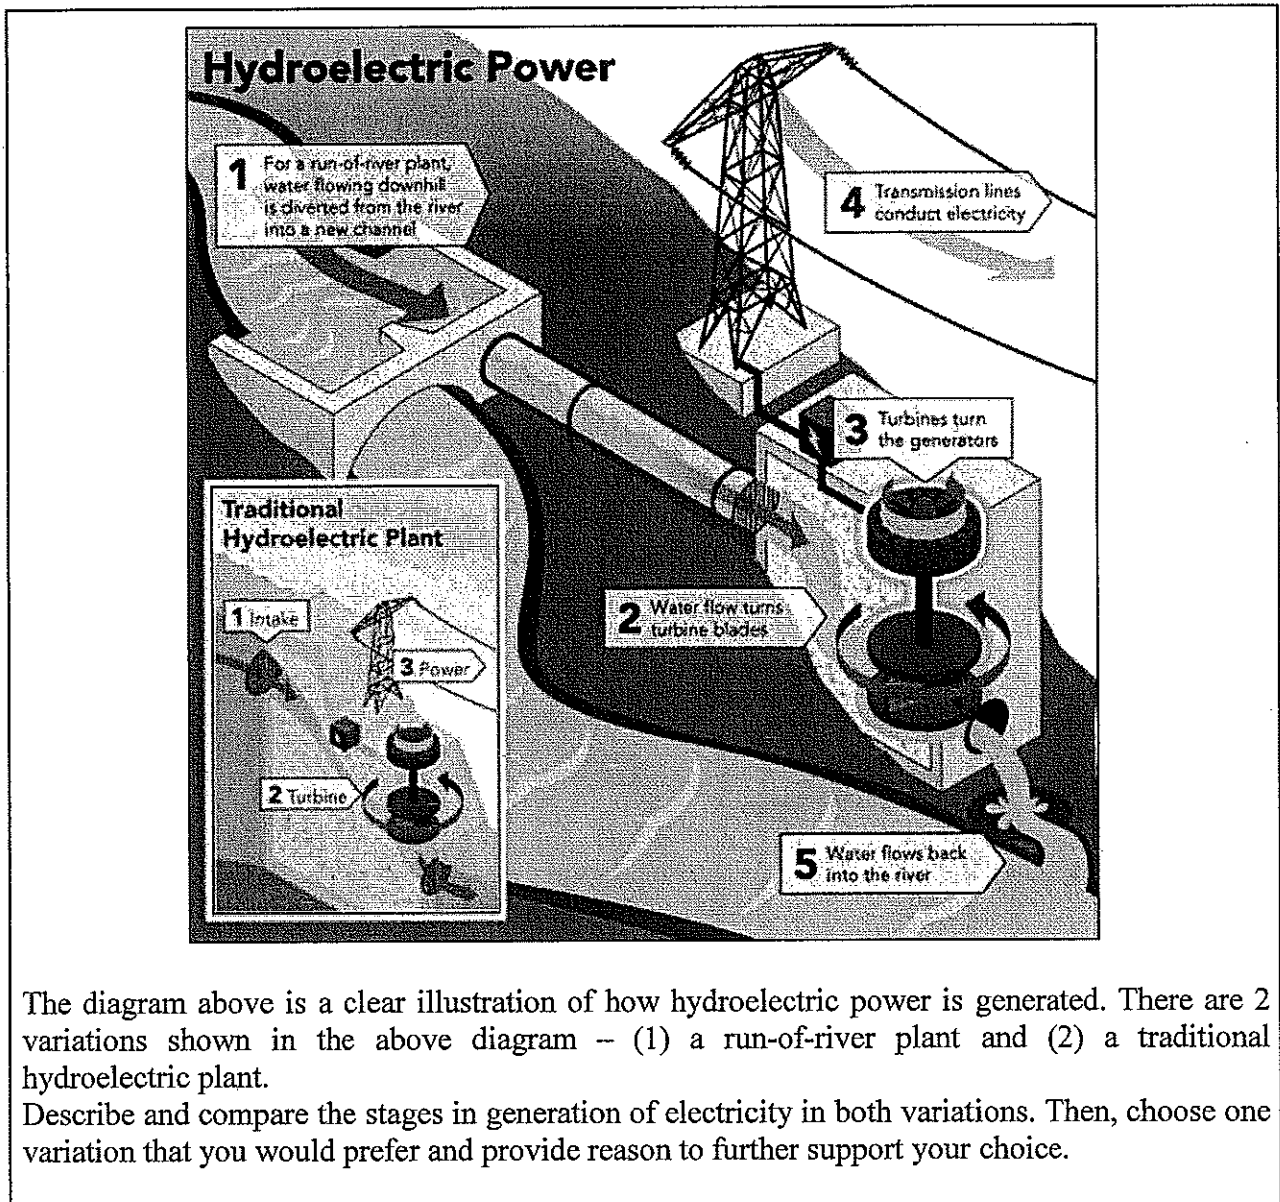 Hydroelectric Power
1 For a run-of-river plant,
water flowing downhill
is diverted from the river
into a new channel
4 Transmission lines
conduct electricity
3 Turbines turn
the generators
2 Water flow turns
turbine blades
5 Water flows back
into the river
Traditional
Hydroelectric Plant
1 Intake
3 Power
2 Turbine
The diagram above is a clear illustration of how hydroelectric power is generated. There are 2
variations shown in the above diagram – (1) a run-of-river plant and (2) a traditional
hydroelectric plant.
Describe and compare the stages in generation of electricity in both variations. Then, choose one
variation that you would prefer and provide reason to further support your choice.